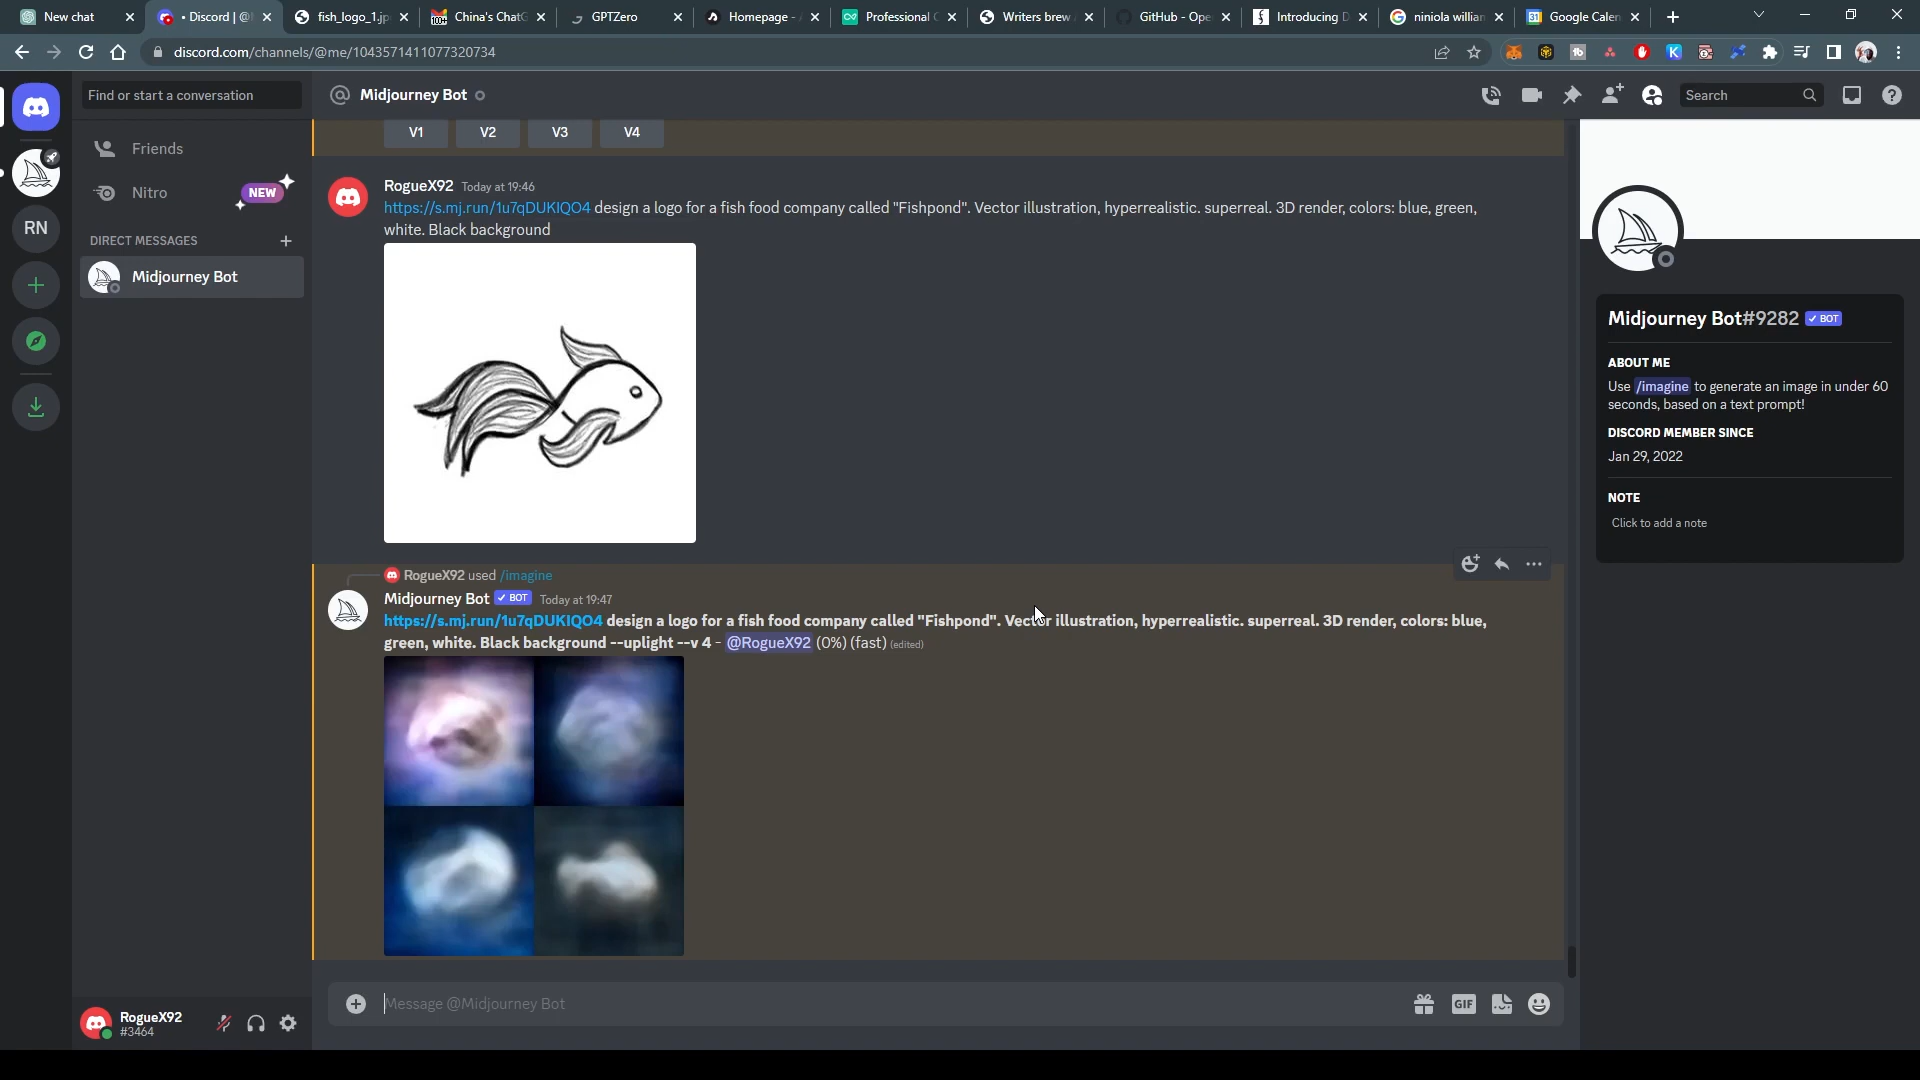 New chat
• Discord | @
fish_logo_1.jp
100+
China's ChatG
GPTZero
Homepage -
Professional
Writers brew
GitHub - Ope
Introducing D
niniola willian
31
Google Calen
discord.com/channels/@me/1043571411077320734
Find or start a conversation
Midjourney Bot
Search
Friends
Nitro
NEW
RN
DIRECT MESSAGES
Midjourney Bot
V1
V2
V3
V4
RogueX92 Today at 19:46
https://s.mj.run/1u7qDUKIQO4 design a logo for a fish food company called "Fishpond". Vector illustration, hyperrealistic. superreal. 3D render, colors: blue, green,
white. Black background
RogueX92 used /imagine
Midjourney Bot BOT Today at 19:47
https://s.mj.run/1u7qDUKIQO4 design a logo for a fish food company called "Fishpond". Vector illustration, hyperrealistic. superreal. 3D render, colors: blue,
green, white. Black background --uplight --v 4 - @RogueX92 (0%) (fast) (edited)
Message @Midjourney Bot
GIF
RogueX92
#3464
Midjourney Bot#9282 BOT
ABOUT ME
Use /imagine to generate an image in under 60
seconds, based on a text prompt!
DISCORD MEMBER SINCE
Jan 29, 2022
NOTE
Click to add a note